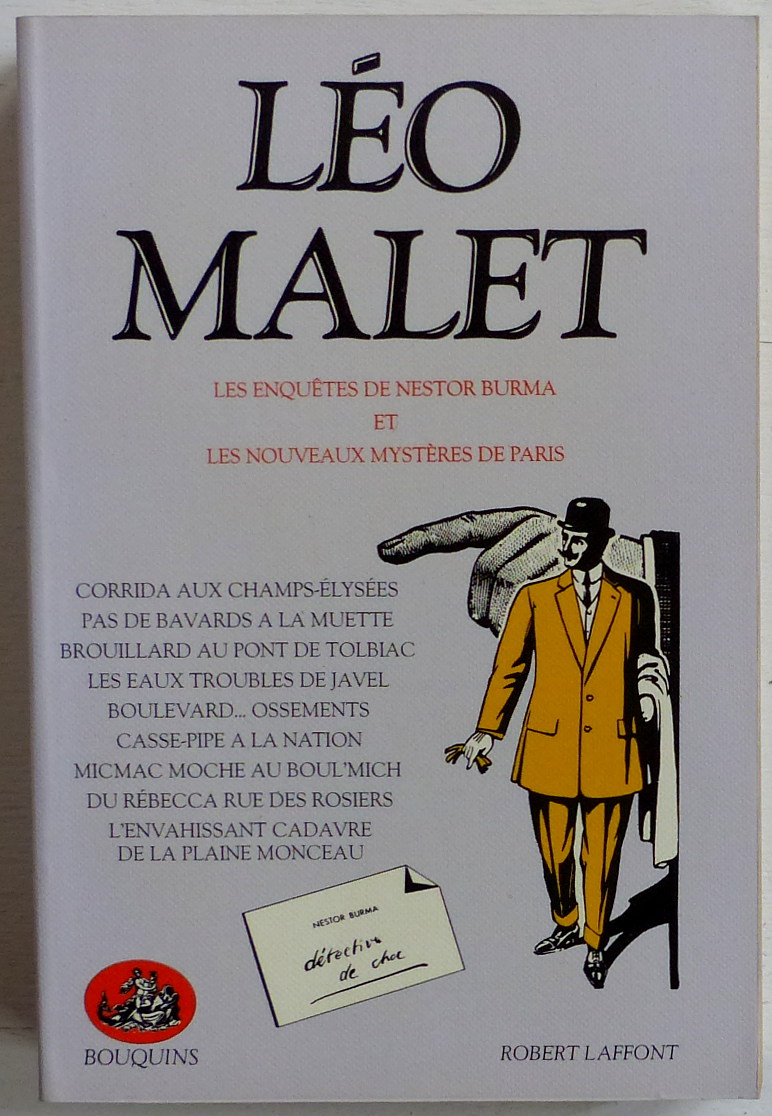 LÉO
MALET
LES ENQUÊTES DE NESTOR BURMA
ET
LES NOUVEAUX MYSTÈRES DE PARIS
CORRIDA AUX CHAMPS-ÉLYSÉES
PAS DE BAVARDS A LA MUETTE
BROUILLARD AU PONT DE TOLBIAC
LES EAUX TROUBLES DE JAVEL
BOULEVARD... OSSEMENTS
CASSE-PIPE A LA NATION
MICMAC MOCHE AU BOUL'MICH
DU RÉBECCA RUE DES ROSIERS
L'ENVAHISSANT CADAVRE
DE LA PLAINE MONCEAU
NESTOR BURMA
détective
de choc
BOUQUINS
ROBERT LAFFONT